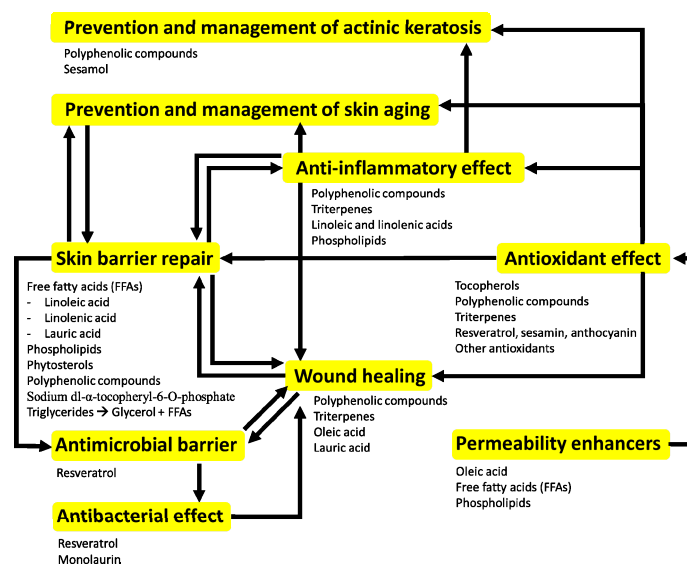 Prevention and management of actinic keratosis
Polyphenolic compounds
Sesamol
Prevention and management of skin aging
Anti-inflammatory effect
Polyphenolic compounds
Triterpenes
Linoleic and linolenic acids
Phospholipids
Skin barrier repair
Free fatty acids (FFAs)
- Linoleic acid
- Linolenic acid
- Lauric acid
Phospholipids
Phytosterols
Polyphenolic compounds
Sodium dl-α-tocopheryl-6-O-phosphate
Triglycerides → Glycerol + FFAs
Antioxidant effect
Tocopherols
Polyphenolic compounds
Triterpenes
Resveratrol, sesamin, anthocyanin
Other antioxidants
Wound healing
Polyphenolic compounds
Triterpenes
Oleic acid
Lauric acid
Antimicrobial barrier
Resveratrol
Permeability enhancers
Oleic acid
Free fatty acids (FFAs)
Phospholipids
Antibacterial effect
Resveratrol
Monolaurin